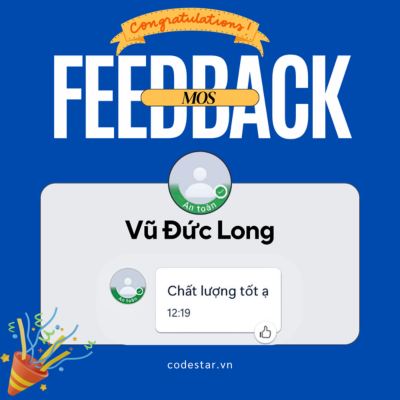 Congratulations!
FEEDBACK
MOS
An toàn
Vũ Đức Long
An toàn
Chất lượng tốt ạ
12:19
codestar.vn